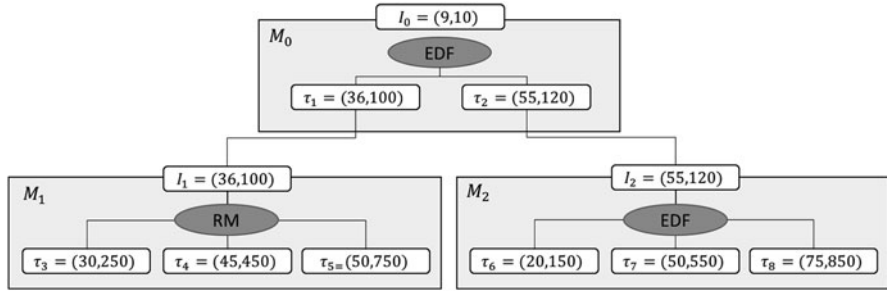 I₀ = (9,10)
M₀
EDF
τ₁ = (36,100)
τ₂ = (55,120)
I₁ = (36,100)
M₁
RM
τ₃ = (30,250)
τ₄ = (45,450)
τ₅₌ (50,750)
I₂ = (55,120)
M₂
EDF
τ₆ = (20,150)
τ₇ = (50,550)
τ₈ = (75,850)